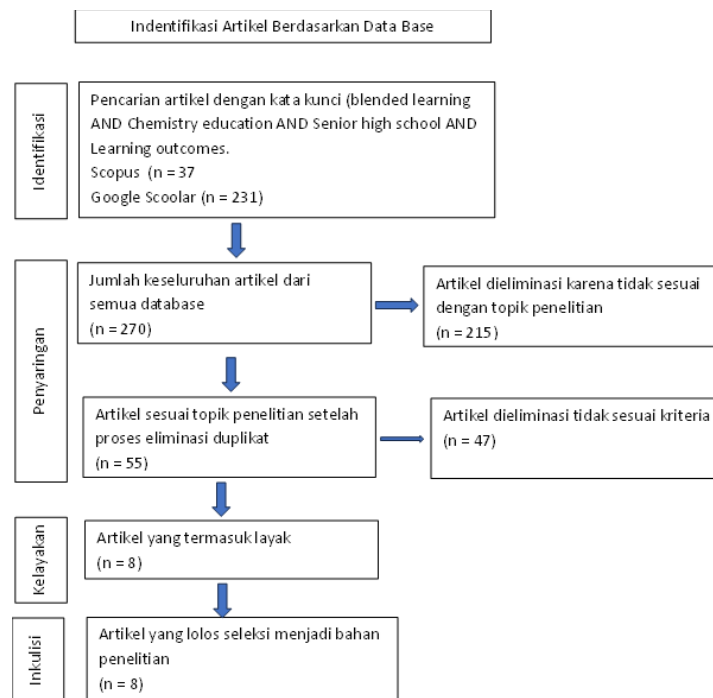 Indentifikasi Artikel Berdasarkan Data Base
Identifikasi
Pencarian artikel dengan kata kunci (blended learning
AND Chemistry education AND Senior high school AND
Learning outcomes.
Scopus (n = 37
Google Scoolar (n = 231)
Penyaringan
Jumlah keseluruhan artikel dari
semua database
(n = 270)
Artikel dieliminasi karena tidak sesuai
dengan topik penelitian
(n = 215)
Artikel sesuai topik penelitian setelah
proses eliminasi duplikat
(n = 55)
Artikel dieliminasi tidak sesuai kriteria
(n = 47)
Kelayakan
Artikel yang termasuk layak
(n = 8)
Inkulisi
Artikel yang lolos seleksi menjadi bahan
penelitian
(n = 8)